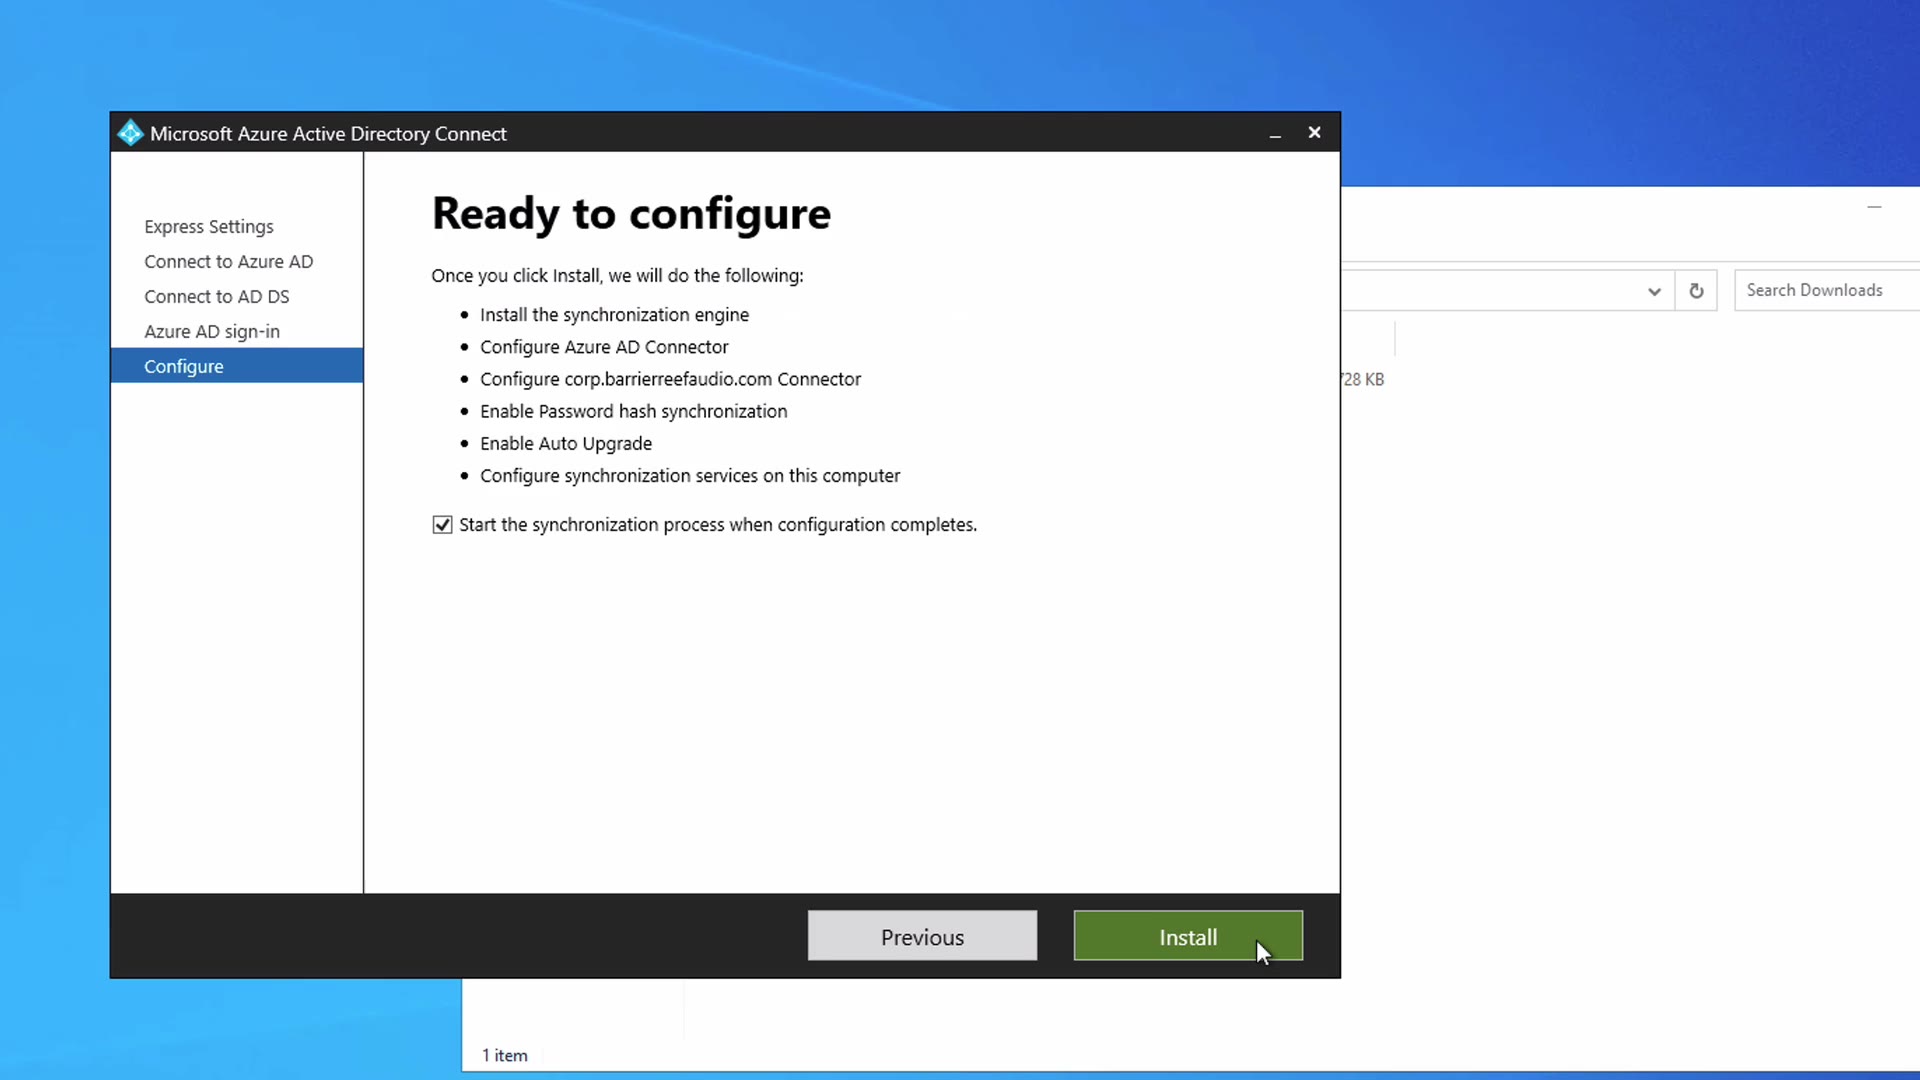 Microsoft Azure Active Directory Connect
Express Settings
Connect to Azure AD
Connect to AD DS
Azure AD sign-in
Configure
Ready to configure
Once you click Install, we will do the following:
• Install the synchronization engine
• Configure Azure AD Connector
• Configure corp.barrierreefaudio.com Connector
• Enable Password hash synchronization
• Enable Auto Upgrade
• Configure synchronization services on this computer
Start the synchronization process when configuration completes.
Previous
Install
Search Downloads
28 KB
1 item